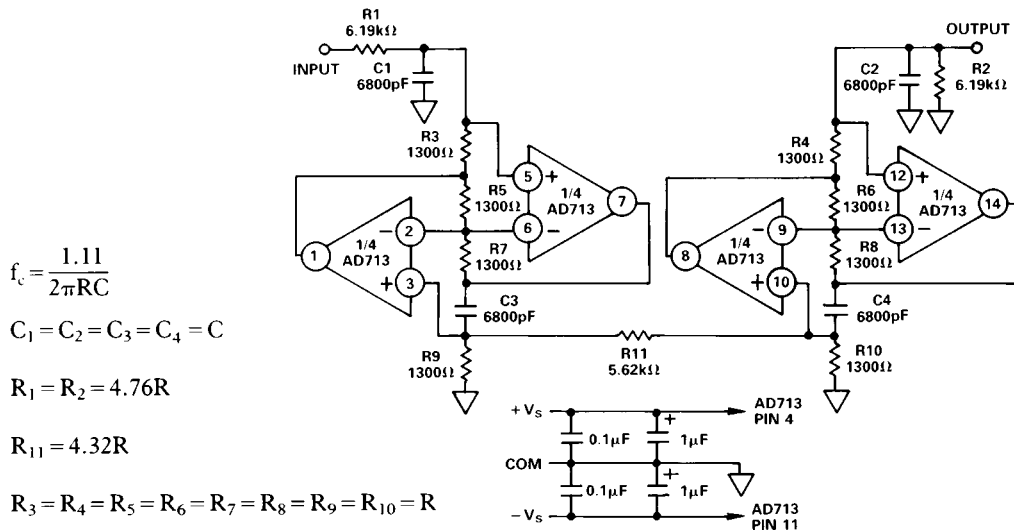 R1
6.19kΩ
INPUT
C1
6800pF
R3
1300Ω
R5
1300Ω
R7
1300Ω
5
+
6
−
1/4
AD713
7
1
1/4
AD713
−
2
+
3
C3
6800pF
R9
1300Ω
R11
5.62kΩ
OUTPUT
C2
6800pF
R2
6.19kΩ
R4
1300Ω
R6
1300Ω
R8
1300Ω
12
+
13
−
1/4
AD713
14
8
1/4
AD713
−
9
+
10
C4
6800pF
R10
1300Ω
+VS
0.1µF
+
1µF
AD713
PIN 4
COM
0.1µF
+
1µF
−VS
AD713
PIN 11
fc = 1.11 / 2πRC
C1 = C2 = C3 = C4 = C
R1 = R2 = 4.76R
R11 = 4.32R
R3 = R4 = R5 = R6 = R7 = R8 = R9 = R10 = R